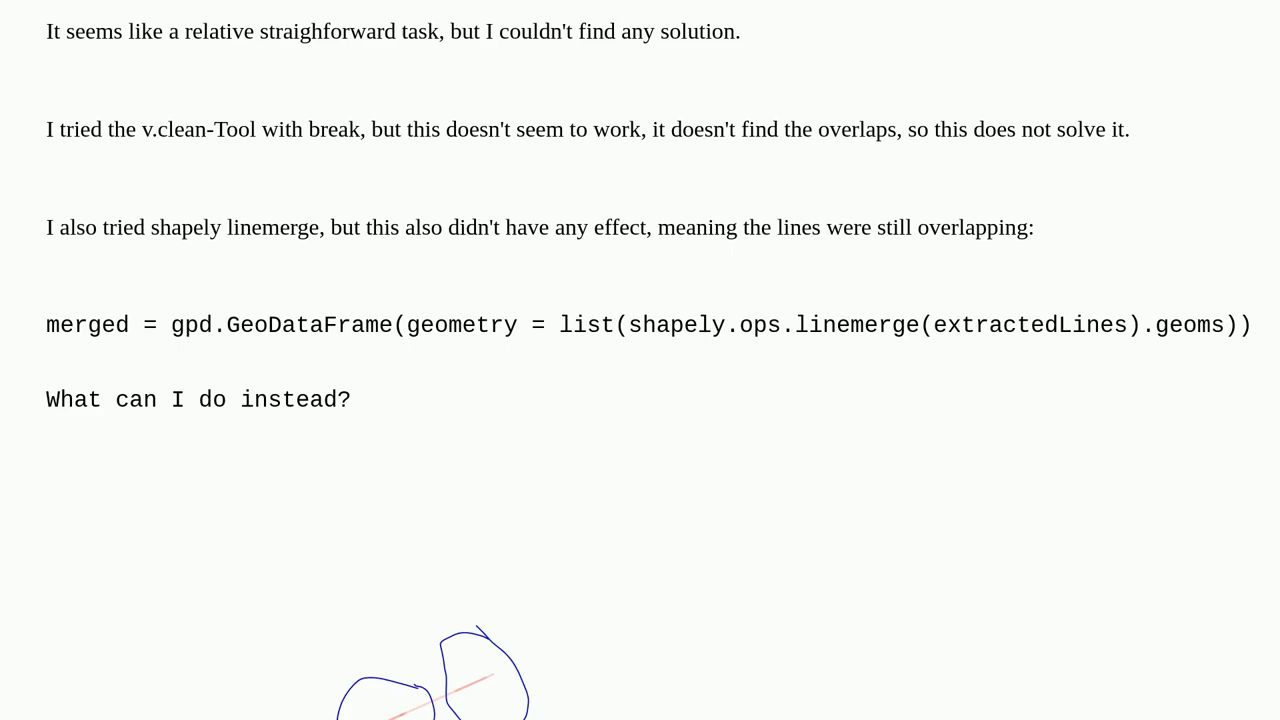 It seems like a relative straighforward task, but I couldn't find any solution.
I tried the v.clean-Tool with break, but this doesn't seem to work, it doesn't find the overlaps, so this does not solve it.
I also tried shapely linemerge, but this also didn't have any effect, meaning the lines were still overlapping:
merged = gpd.GeoDataFrame(geometry = list(shapely.ops.linemerge(extractedLines).geoms))
What can I do instead?